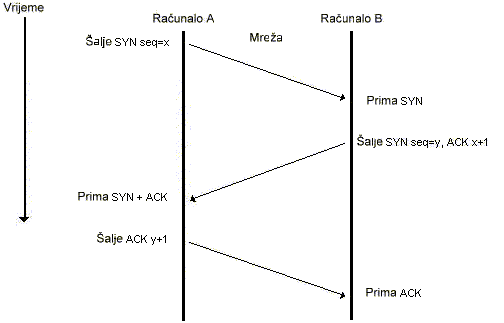 Vrijeme
Računalo A
Računalo B
Mreža
Šalje SYN seq=x
Prima SYN
Šalje SYN seq=y, ACK x+1
Prima SYN + ACK
Šalje ACK y+1
Prima ACK